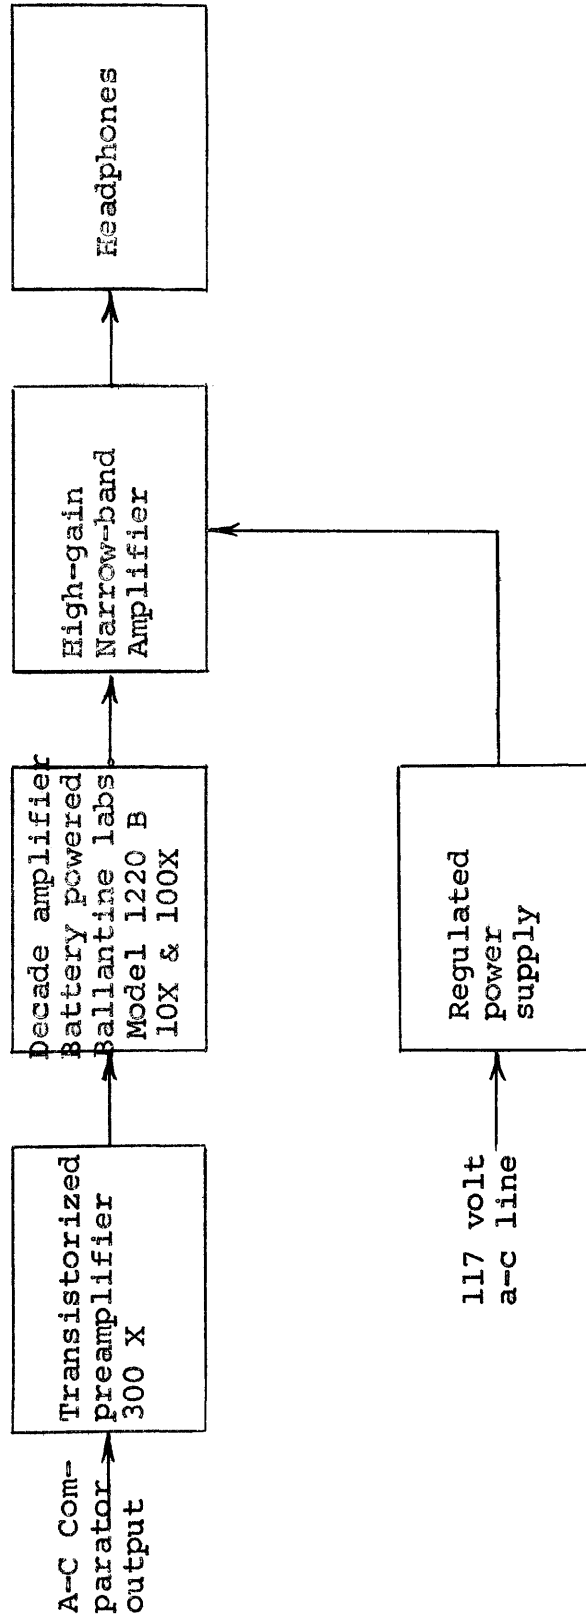 A-C Com-
parator
output
Transistorized
preamplifier
300 X
Decade amplifier
Battery powered
Ballantine labs.
Model 1220 B
10X & 100X
High-gain
Narrow-band
Amplifier
Headphones
117 volt
a-c line
Regulated
power
supply